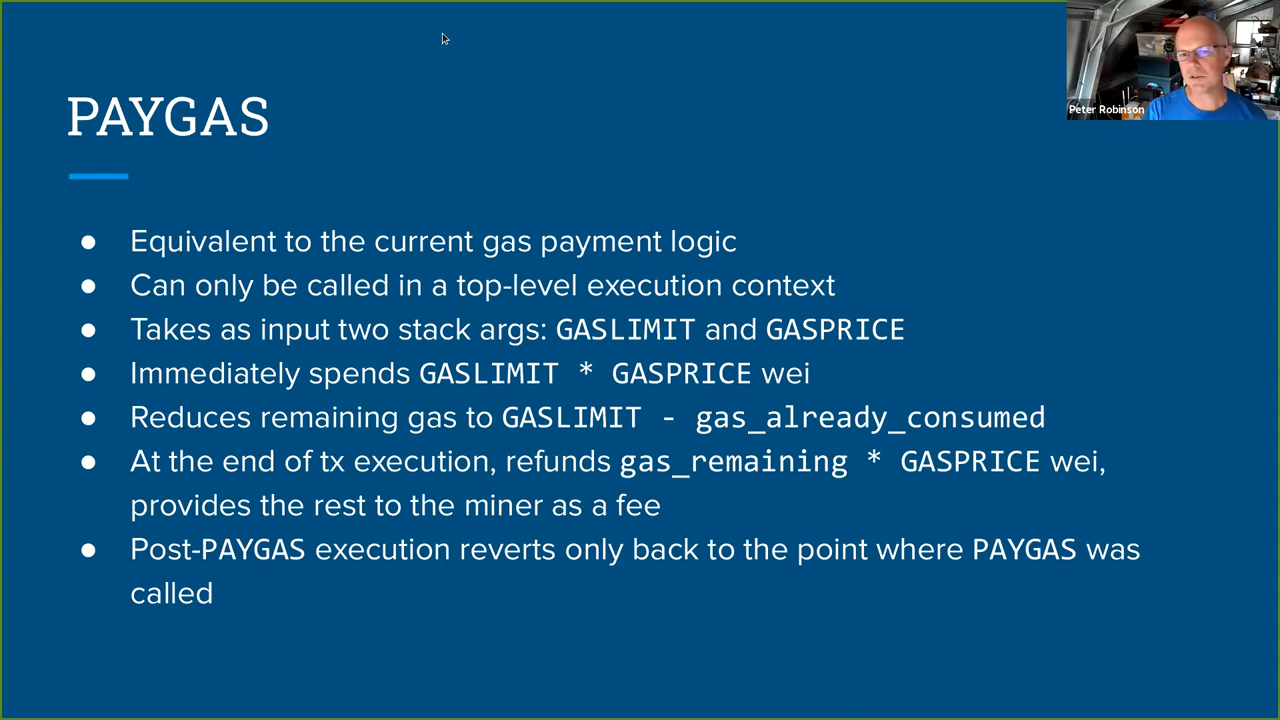 PAYGAS
Peter Robinson
● Equivalent to the current gas payment logic
● Can only be called in a top-level execution context
● Takes as input two stack args: GASLIMIT and GASPRICE
● Immediately spends GASLIMIT * GASPRICE wei
● Reduces remaining gas to GASLIMIT - gas_already_consumed
● At the end of tx execution, refunds gas_remaining * GASPRICE wei,
provides the rest to the miner as a fee
● Post-PAYGAS execution reverts only back to the point where PAYGAS was
called